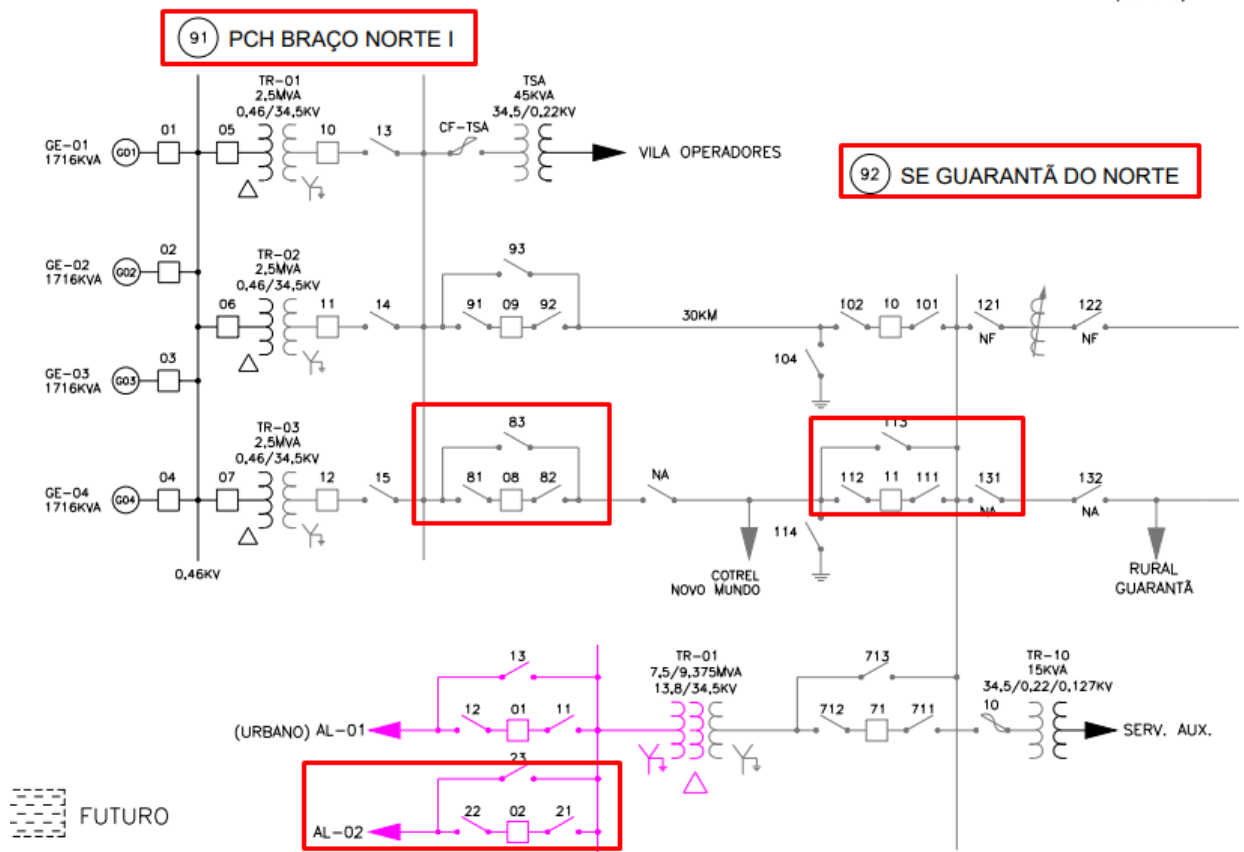 91 PCH BRAÇO NORTE I
TR-01
2,5MVA
0,46/34,5KV
TSA
45KVA
34,5/0,22KV
GE-01
1716KVA
G01
01
05
10
13
CF-TSA
VILA OPERADORES
92 SE GUARANTÃ DO NORTE
GE-02
1716KVA
G02
02
TR-02
2,5MVA
0,46/34,5KV
06
11
14
93
91
09
92
30KM
102
10
101
121
NF
122
NF
104
GE-03
1716KVA
G03
03
TR-03
2,5MVA
0,46/34,5KV
83
113
GE-04
1716KVA
G04
04
07
12
15
81
08
82
NA
112
11
111
131
NA
132
NA
114
0,46KV
COTREL
NOVO MUNDO
RURAL
GUARANTÃ
13
TR-01
7,5/9,375MVA
13,8/34,5KV
713
TR-10
15KVA
34,5/0,22/0,127KV
(URBANO) AL-01
12
01
11
712
71
711
10
SERV. AUX.
23
AL-02
22
02
21
FUTURO